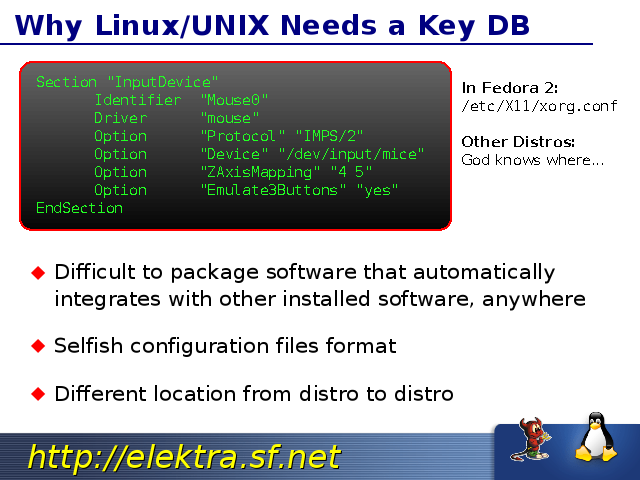 Why Linux/UNIX Needs a Key DB
Section "InputDevice"
Identifier "Mouse0"
Driver "mouse"
Option "Protocol" "IMPS/2"
Option "Device" "/dev/input/mice"
Option "ZAxisMapping" "4 5"
Option "Emulate3Buttons" "yes"
EndSection
In Fedora 2:
/etc/X11/xorg.conf
Other Distros:
God knows where...
Difficult to package software that automatically
integrates with other installed software, anywhere
Selfish configuration files format
Different location from distro to distro
http://elektra.sf.net